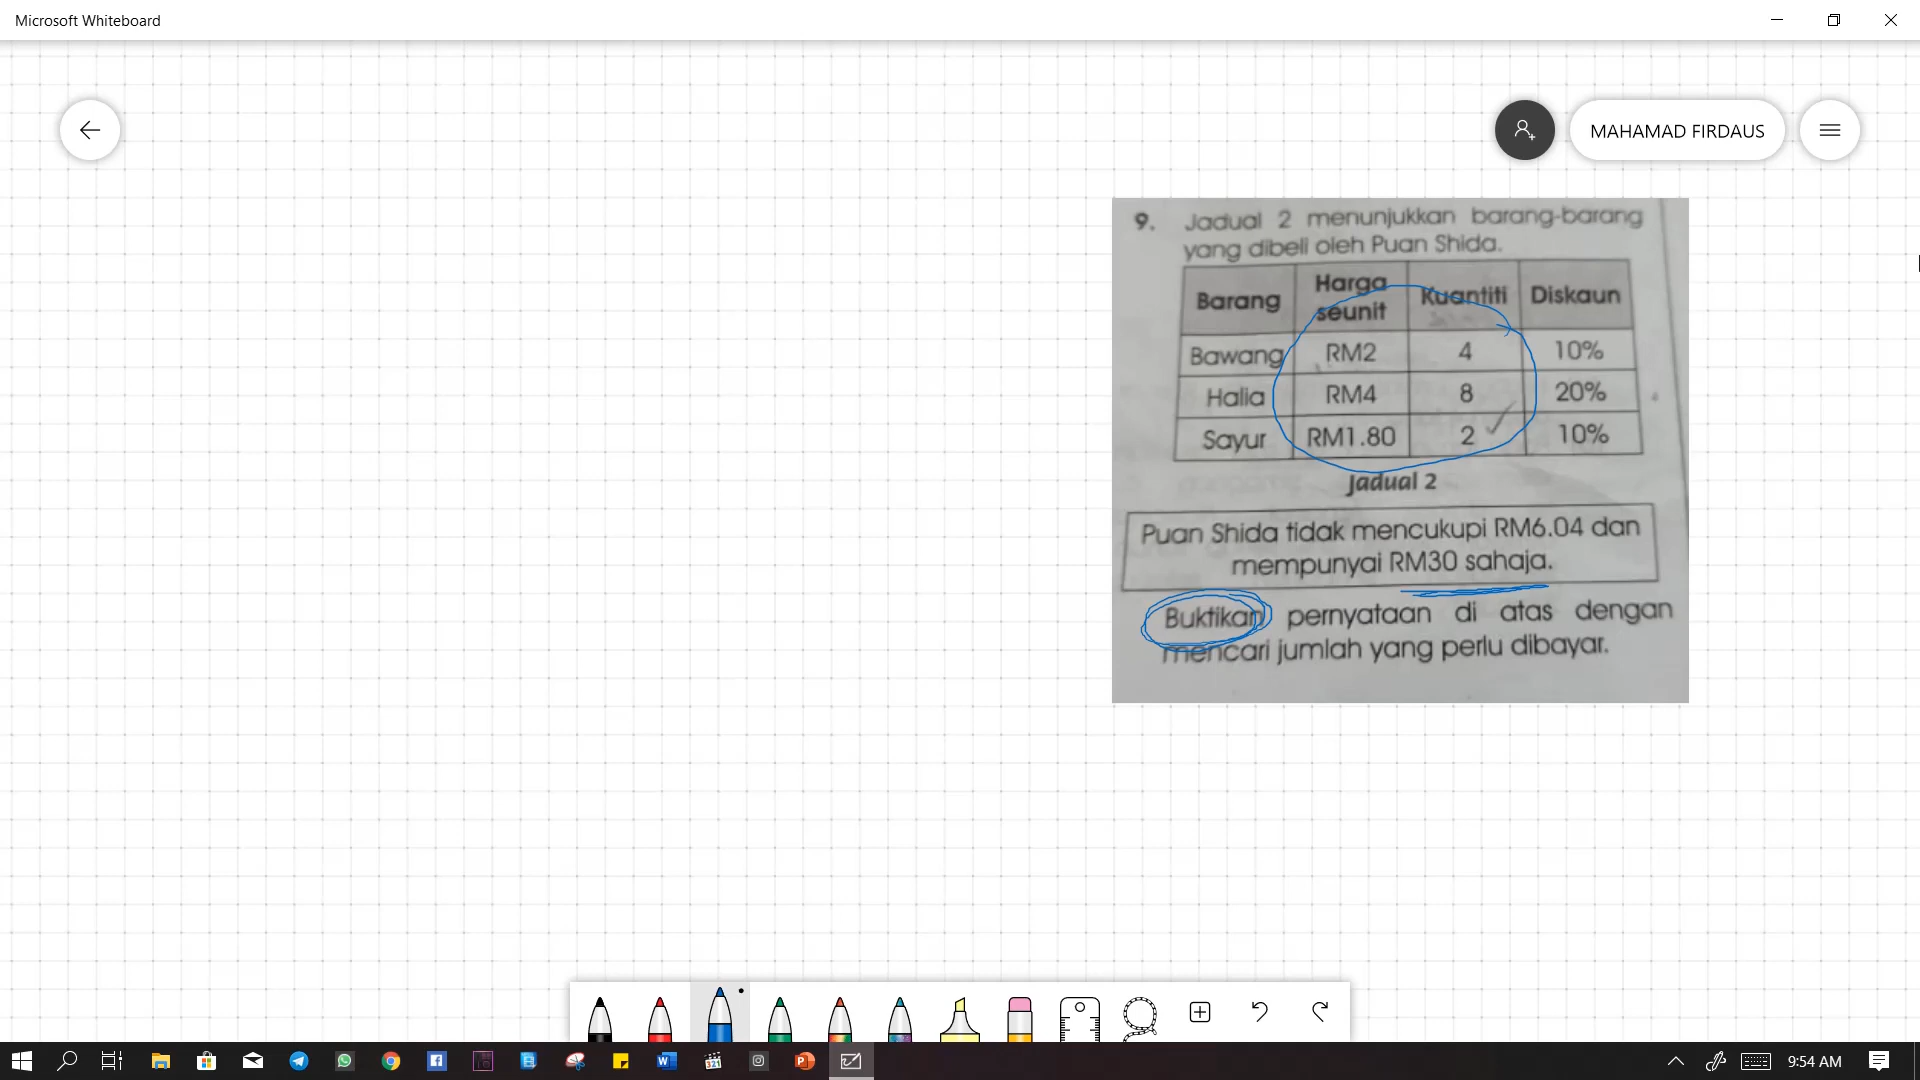 Microsoft Whiteboard
MAHAMAD FIRDAUS
9. Jadual 2 menunjukkan barang-barang
yang dibeli oleh Puan Shida.
Barang Harga seunit Kuantiti Diskaun
Bawang RM2 4 10%
Halia RM4 8 20%
Sayur RM1.80 2 10%
Jadual 2
Puan Shida tidak mencukupi RM6.04 dan
mempunyai RM30 sahaja.
Buktikan pernyataan di atas dengan
mencari jumlah yang perlu dibayar.
9:54 AM